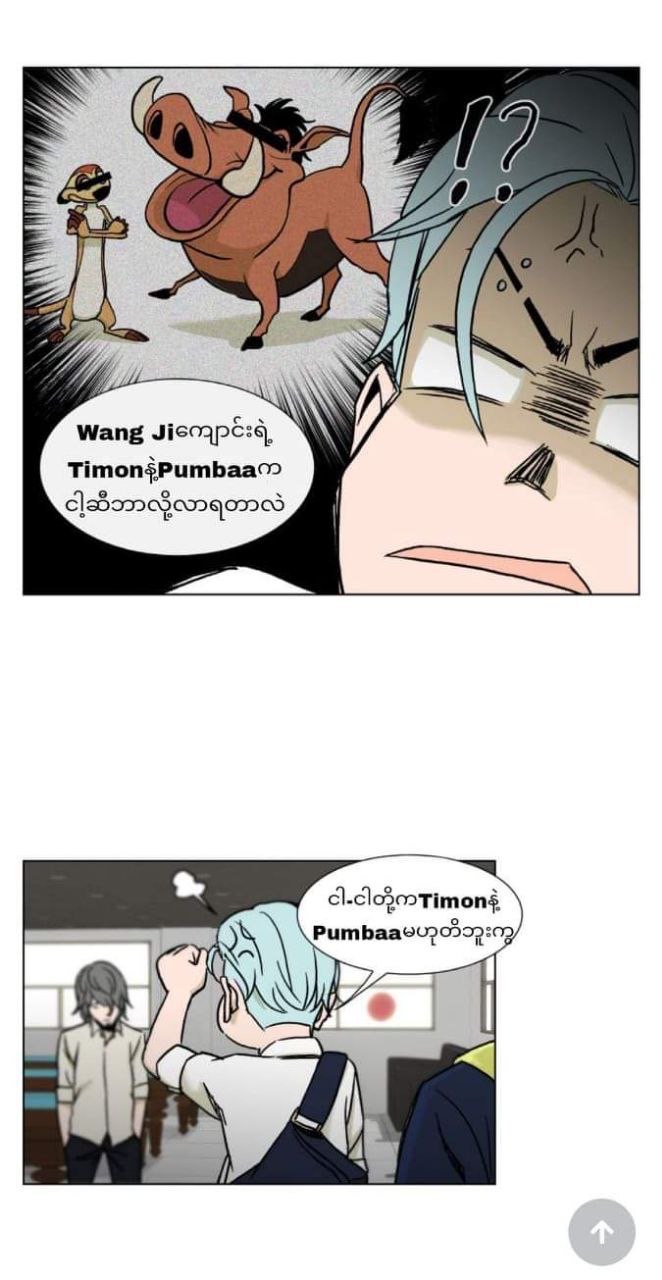 !?
Wang Jiကျောင်းရဲ့
Timonနဲ့Pumbaaက
ငါ့ဆီဘာလို့လာရတာလဲ
ငါ-ငါတို့ကTimonနဲ့
Pumbaaမဟုတ်ဘူးကွ